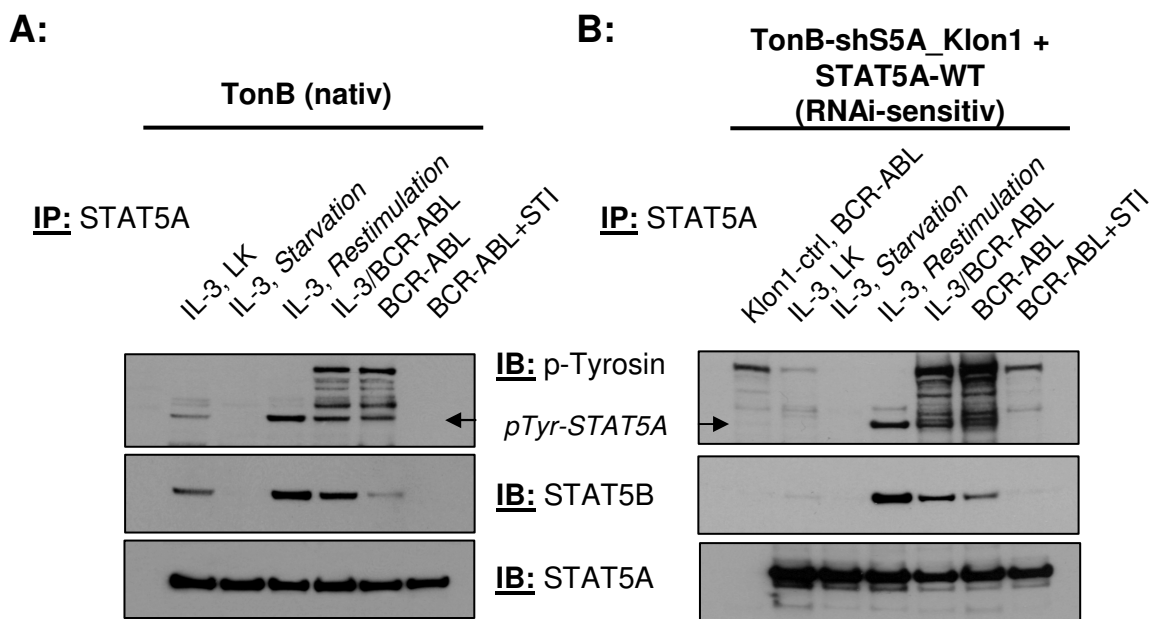 A:
TonB (nativ)
IP: STAT5A
IL-3, LK
IL-3, Starvation
IL-3, Restimulation
IL-3/BCR-ABL
BCR-ABL
BCR-ABL+STI
B:
TonB-shS5A_Klon1 +
STAT5A-WT
(RNAi-sensitiv)
IP: STAT5A
Klon1-ctrl, BCR-ABL
IL-3, LK
IL-3, Starvation
IL-3, Restimulation
IL-3/BCR-ABL
BCR-ABL
BCR-ABL+STI
IB: p-Tyrosin
pTyr-STAT5A
IB: STAT5B
IB: STAT5A